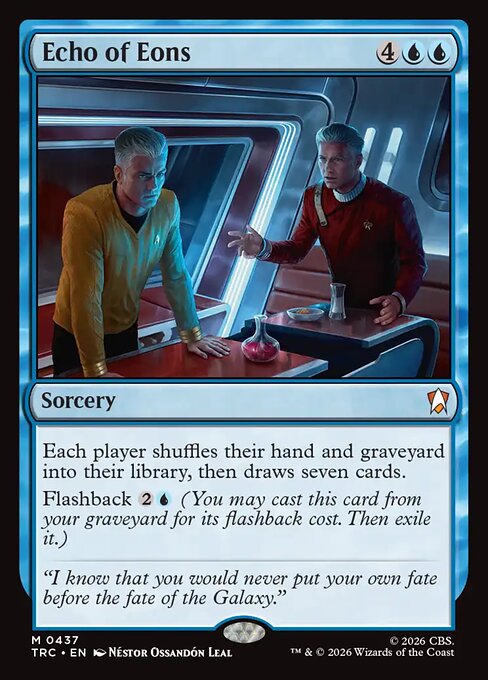 Echo of Eons 4
Sorcery
Each player shuffles their hand and graveyard
into their library, then draws seven cards.
Flashback 2 (You may cast this card from
your graveyard for its flashback cost. Then exile
it.)
“I know that you would never put your own fate
before the fate of the Galaxy.”
M 0437
TRC • EN Néstor Ossandón Leal
© 2026 CBS.
™ & © 2026 Wizards of the Coast